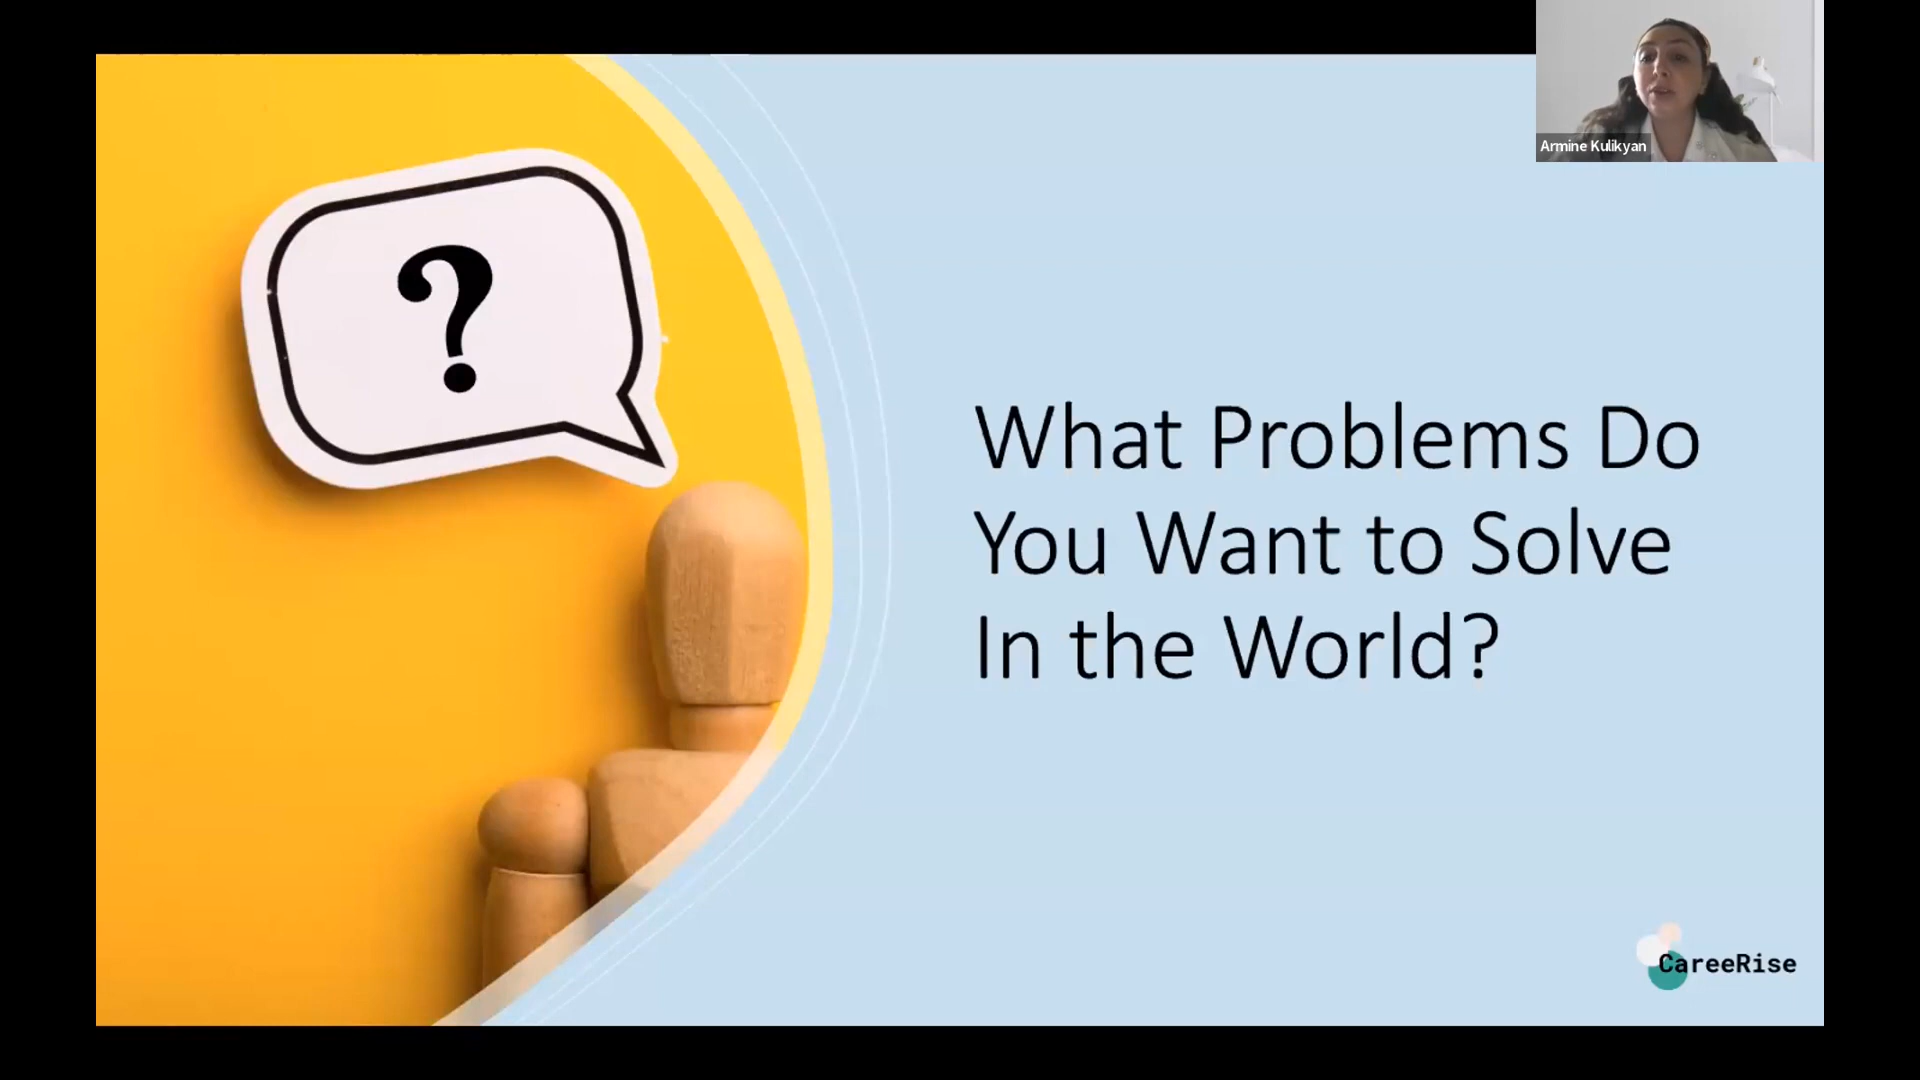 Armine Kulikyan
?
What Problems Do
You Want to Solve
In the World?
CareeRise